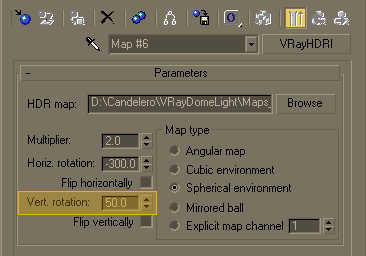 Map #6 VRayHDRI
- Parameters
HDR map: D:\Candelero\VRayDomeLight\Maps_ Browse
Multiplier: 2.0
Horiz. rotation: -300.0
Flip horizontally
Vert. rotation: 50.0
Flip vertically
Map type
Angular map
Cubic environment
Spherical environment
Mirrored ball
Explicit map channel 1